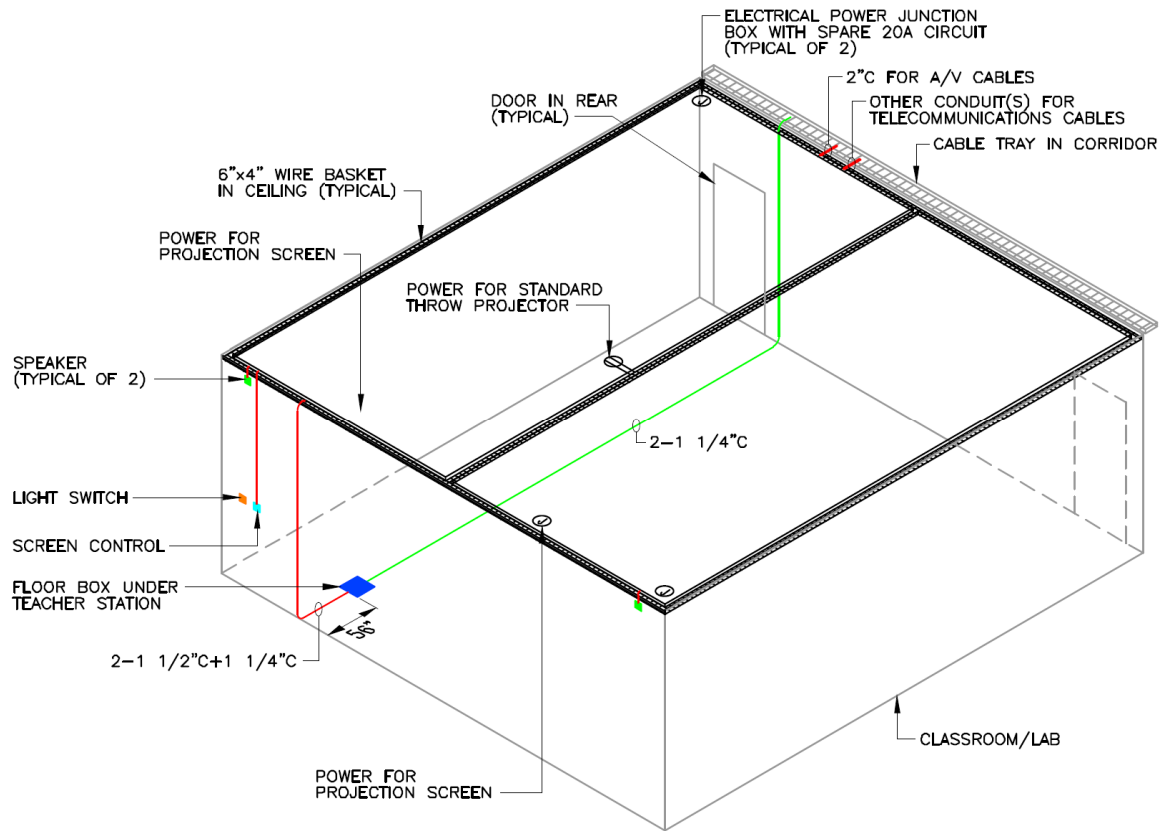 ELECTRICAL POWER JUNCTION
BOX WITH SPARE 20A CIRCUIT
(TYPICAL OF 2)
2"C FOR A/V CABLES
OTHER CONDUIT(S) FOR
TELECOMMUNICATIONS CABLES
CABLE TRAY IN CORRIDOR
DOOR IN REAR
(TYPICAL)
6"x4" WIRE BASKET
IN CEILING (TYPICAL)
POWER FOR
PROJECTION SCREEN
POWER FOR STANDARD
THROW PROJECTOR
SPEAKER
(TYPICAL OF 2)
2-1 1/4"C
LIGHT SWITCH
SCREEN CONTROL
FLOOR BOX UNDER
TEACHER STATION
2-1 1/2"C+1 1/4"C
POWER FOR
PROJECTION SCREEN
CLASSROOM/LAB
J
J
J